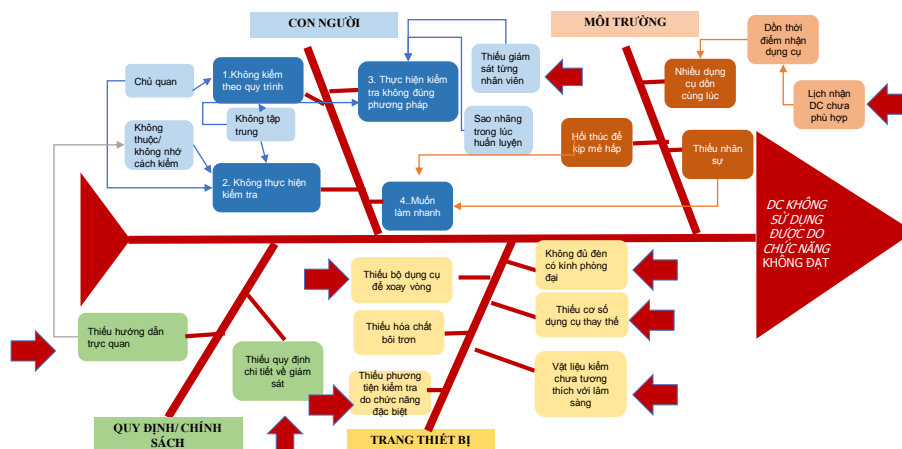 CON NGƯỜI
MÔI TRƯỜNG
Chủ quan
1.Không kiểm
theo quy trình
Không tập
trung
Không thuộc/
không nhớ
cách kiểm
2. Không thực hiện
kiểm tra
3. Thực hiện kiểm
tra không đúng
phương pháp
Thiếu giám
sát từng
nhân viên
Sao nhãng
trong lúc
huấn luyện
4..Muốn
làm nhanh
Nhiều dụng
cụ dồn
cùng lúc
Dồn thời
điểm nhận
dụng cụ
Lịch nhận
DC chưa
phù hợp
Hối thúc để
kịp mẻ hấp
Thiếu nhân
sự
DC KHÔNG
SỬ DỤNG
ĐƯỢC DO
CHỨC NĂNG
KHÔNG ĐẠT
Thiếu hướng dẫn
trực quan
Thiếu quy định
chi tiết về giám
sát
Thiếu bộ dụng cụ
để xoay vòng
Thiếu hóa chất
bôi trơn
Thiếu phương
tiện kiểm tra
do chức năng
đặc biệt
Không đủ đèn
có kính phòng
đại
Thiếu cơ số
dụng cụ thay thế
Vật liệu kiểm
chưa tương
thích với lâm
sàng
QUY ĐỊNH/ CHÍNH
SÁCH
TRANG THIẾT BỊ